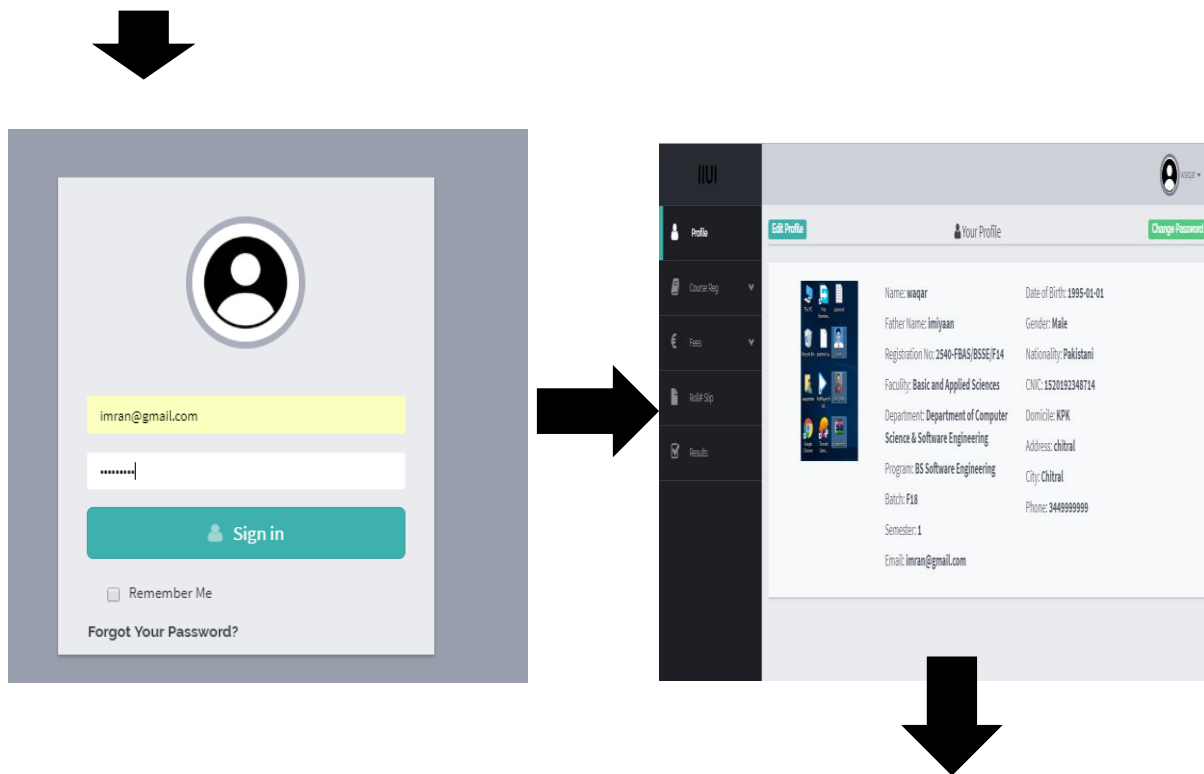 imran@gmail.com
•••••••••
Sign in
Remember Me
Forgot Your Password?
IIUI
waqar
Profile
Course Reg
Fees
Roll# Slip
Results
Edit Profile
Your Profile
Change Password
Name: waqar
Father Name: imiyaan
Registration No: 2540-FBAS/BSSE/F14
Faculity: Basic and Applied Sciences
Department: Department of Computer
Science & Software Engineering
Program: BS Software Engineering
Batch: F18
Semester: 1
Email: imran@gmail.com
Date of Birth: 1995-01-01
Gender: Male
Nationality: Pakistani
CNIC: 1520192348714
Domicile: KPK
Address: chitral
City: Chitral
Phone: 3449999999